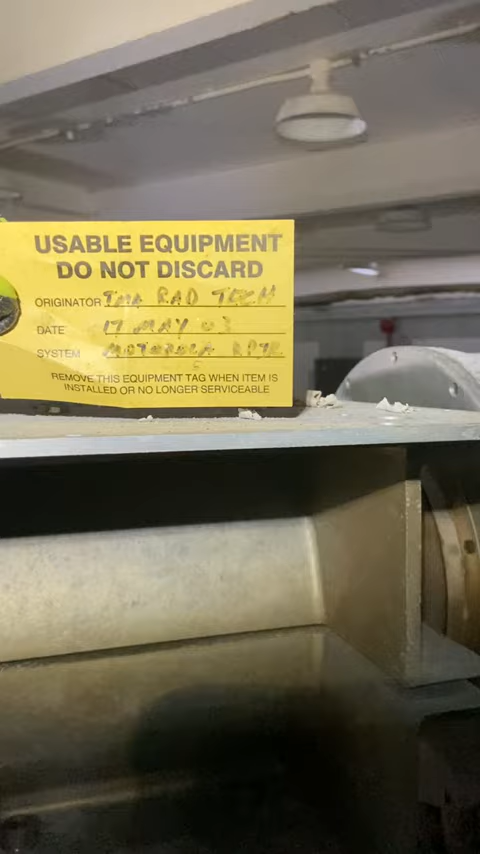 USABLE EQUIPMENT
DO NOT DISCARD
ORIGINATOR IMA RAD TECH
DATE 17 MAY 03
SYSTEM MOTOROLA RPTR
REMOVE THIS EQUIPMENT TAG WHEN ITEM IS
INSTALLED OR NO LONGER SERVICEABLE